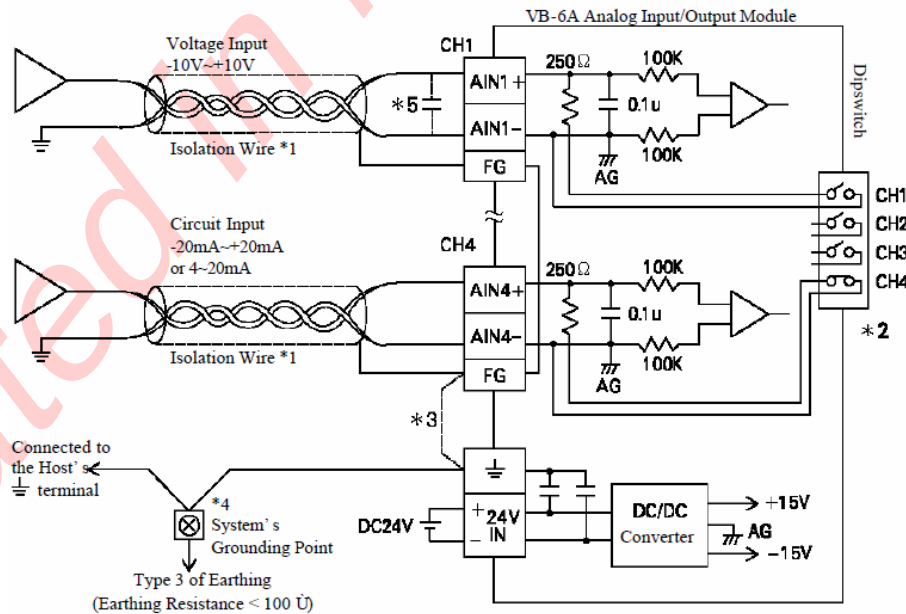 VB-6A Analog Input/Output Module
Voltage Input
-10V~+10V
CH1
250Ω
100K
Dipswitch
AIN1+
*5
0.1u
AIN1-
Isolation Wire *1
100K
FG
AG
CH1
CH2
CH3
CH4
*2
Circuit Input
-20mA~+20mA
or 4~20mA
CH4
250Ω
100K
AIN4+
0.1u
AIN4-
Isolation Wire *1
100K
FG
AG
*3
Connected to
the Host's
terminal
*4
System's
Grounding Point
DC24V
+ 24V
- IN
DC/DC
Converter
+15V
AG
-15V
Type 3 of Earthing
(Earthing Resistance < 100 Ù)